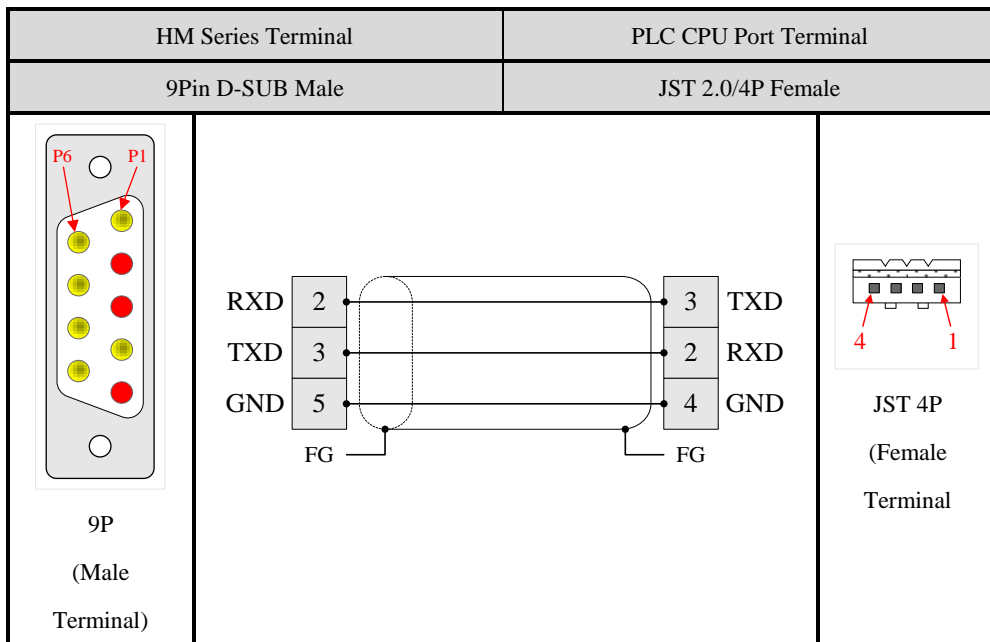 HM Series Terminal
PLC CPU Port Terminal
9Pin D-SUB Male
JST 2.0/4P Female
P6
P1
9P
(Male
Terminal)
RXD 2
3 TXD
TXD 3
2 RXD
GND 5
4 GND
FG
FG
4
1
JST 4P
(Female
Terminal